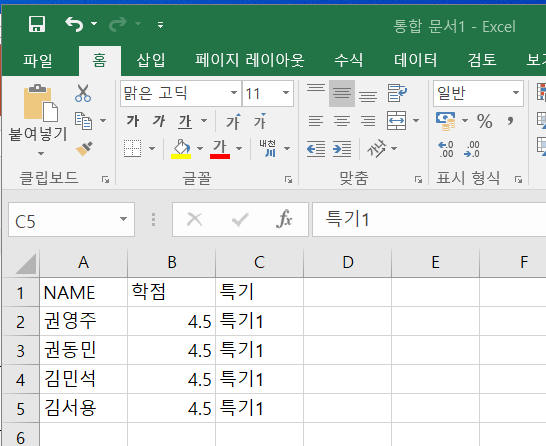 통합 문서1 - Excel
파일 홈 삽입 페이지 레이아웃 수식 데이터 검토
붙여넣기
맑은 고딕 11 일반
가 가 가 가 가
가 내천
% ,
클립보드 글꼴 맞춤 표시 형식
C5 fx 특기1
A B C D E F
1 NAME 학점 특기
2 권영주 4.5 특기1
3 권동민 4.5 특기1
4 김민석 4.5 특기1
5 김서용 4.5 특기1
6